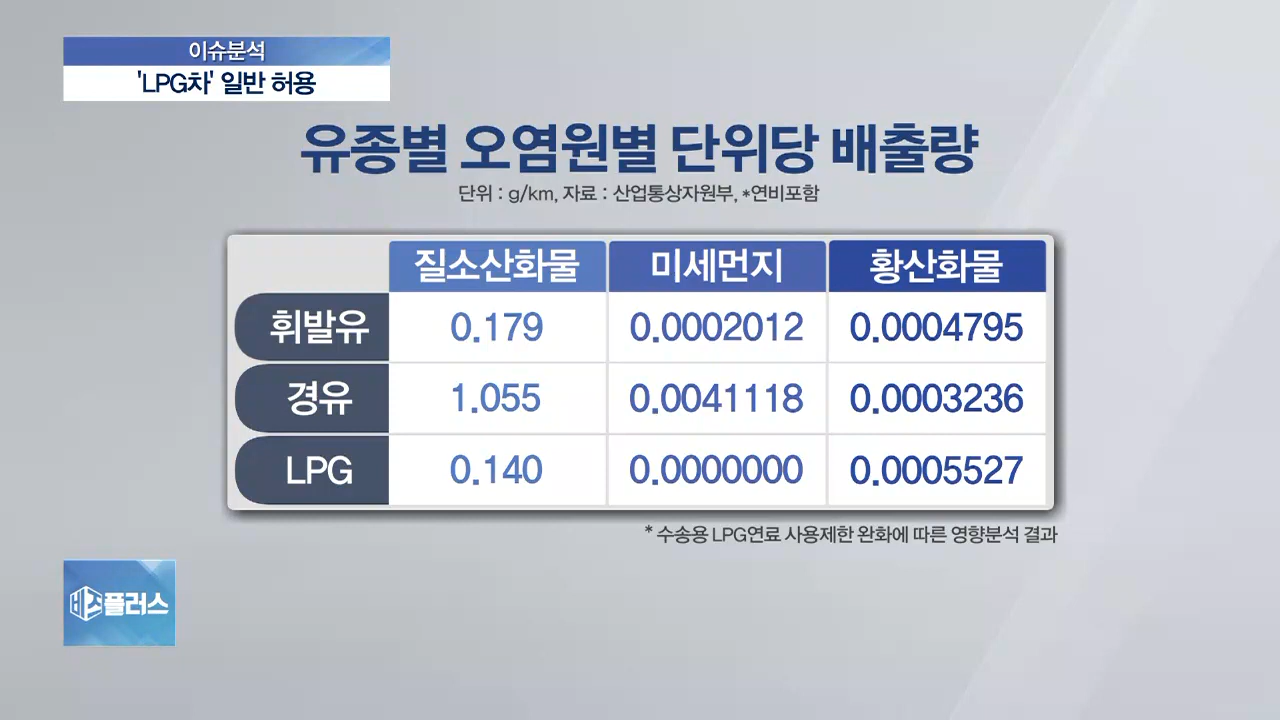 이슈분석
'LPG차' 일반 허용
유종별 오염원별 단위당 배출량
단위 : g/km, 자료 : 산업통상자원부, *연비포함
질소산화물 미세먼지 황산화물
휘발유 0.179 0.0002012 0.0004795
경유 1.055 0.0041118 0.0003236
LPG 0.140 0.0000000 0.0005527
* 수송용 LPG연료 사용제한 완화에 따른 영향분석 결과
비즈플러스